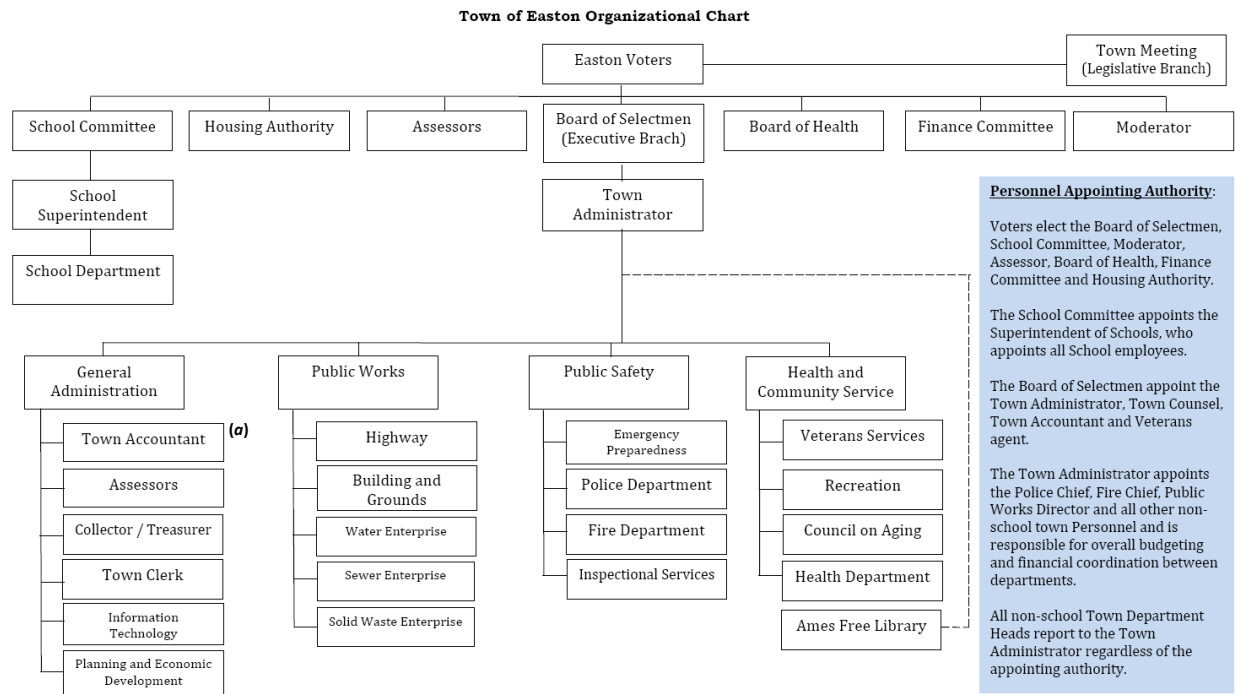 Town of Easton Organizational Chart
Easton Voters
Town Meeting
(Legislative Branch)
School Committee
Housing Authority
Assessors
Board of Selectmen
(Executive Brach)
Board of Health
Finance Committee
Moderator
School
Superintendent
Town
Administrator
School Department
General
Administration
Town Accountant
(a)
Assessors
Collector / Treasurer
Town Clerk
Information
Technology
Planning and Economic
Development
Public Works
Highway
Building and
Grounds
Water Enterprise
Sewer Enterprise
Solid Waste Enterprise
Public Safety
Emergency
Preparedness
Police Department
Fire Department
Inspectional Services
Health and
Community Service
Veterans Services
Recreation
Council on Aging
Health Department
Ames Free Library
Personnel Appointing Authority:
Voters elect the Board of Selectmen,
School Committee, Moderator,
Assessor, Board of Health, Finance
Committee and Housing Authority.
The School Committee appoints the
Superintendent of Schools, who
appoints all School employees.
The Board of Selectmen appoint the
Town Administrator, Town Counsel,
Town Accountant and Veterans
agent.
The Town Administrator appoints
the Police Chief, Fire Chief, Public
Works Director and all other non-
school town Personnel and is
responsible for overall budgeting
and financial coordination between
departments.
All non-school Town Department
Heads report to the Town
Administrator regardless of the
appointing authority.